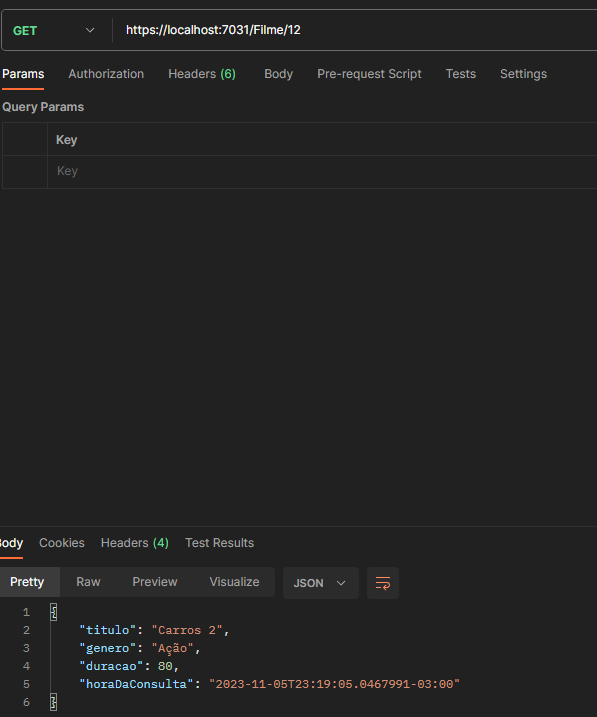 GET https://localhost:7031/Filme/12
Params Authorization Headers (6) Body Pre-request Script Tests Settings
Query Params
Key
Key
Body Cookies Headers (4) Test Results
Pretty Raw Preview Visualize JSON
1 {
2 "titulo": "Carros 2",
3 "genero": "Ação",
4 "duracao": 80,
5 "horaDaConsulta": "2023-11-05T23:19:05.0467991-03:00"
6 }